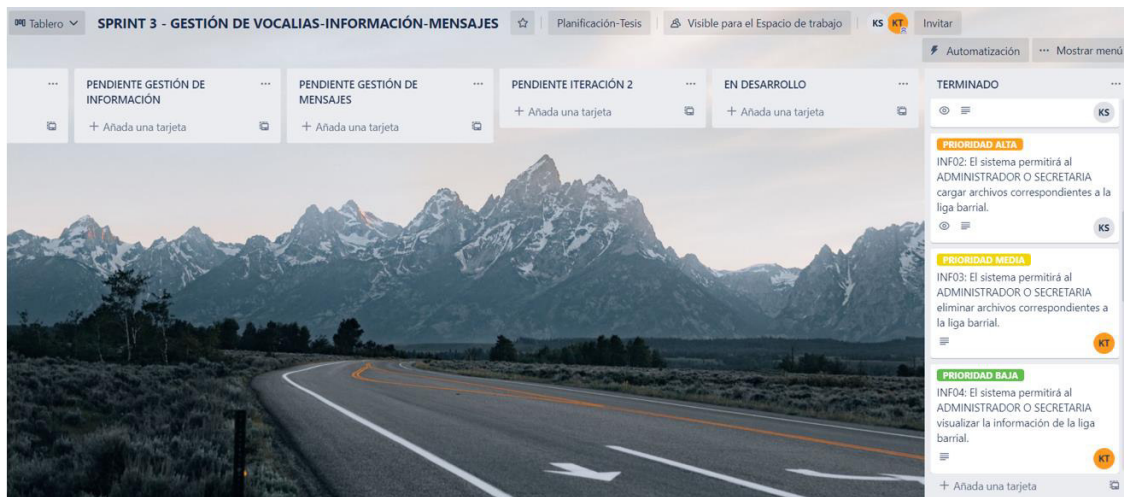 Tablero
SPRINT 3 - GESTIÓN DE VOCALIAS-INFORMACIÓN-MENSAJES
Planificación-Tesis
Visible para el Espacio de trabajo
KS
KT
Invitar
Automatización
Mostrar menú
PENDIENTE GESTIÓN DE
INFORMACIÓN
+ Añada una tarjeta
PENDIENTE GESTIÓN DE
MENSAJES
+ Añada una tarjeta
PENDIENTE ITERACIÓN 2
+ Añada una tarjeta
EN DESARROLLO
+ Añada una tarjeta
TERMINADO
KS
PRIORIDAD ALTA
INF02: El sistema permitirá al
ADMINISTRADOR O SECRETARIA
cargar archivos correspondientes a la
liga barrial.
KS
PRIORIDAD MEDIA
INF03: El sistema permitirá al
ADMINISTRADOR O SECRETARIA
eliminar archivos correspondientes a
la liga barrial.
KT
PRIORIDAD BAJA
INF04: El sistema permitirá al
ADMINISTRADOR O SECRETARIA
visualizar la información de la liga
barrial.
KT
+ Añada una tarjeta